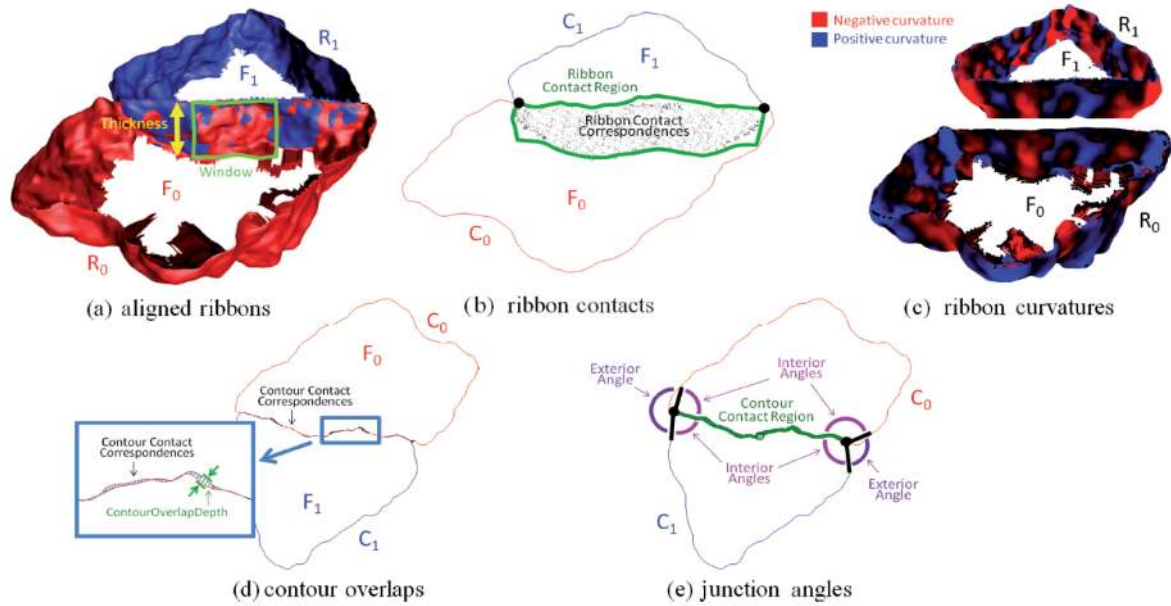 R1
F1
Thickness
Window
F0
R0
(a) aligned ribbons
C1
F1
Ribbon
Contact Region
Ribbon Contact
Correspondences
F0
C0
(b) ribbon contacts
Negative curvature
Positive curvature
R1
F1
F0
R0
(c) ribbon curvatures
C0
F0
Contour Contact
Correspondences
Contour Contact
Correspondences
ContourOverlapDepth
F1
C1
(d) contour overlaps
Exterior
Angle
Interior
Angles
Contour
Contact Region
C0
Interior
Angles
Exterior
Angle
C1
(e) junction angles